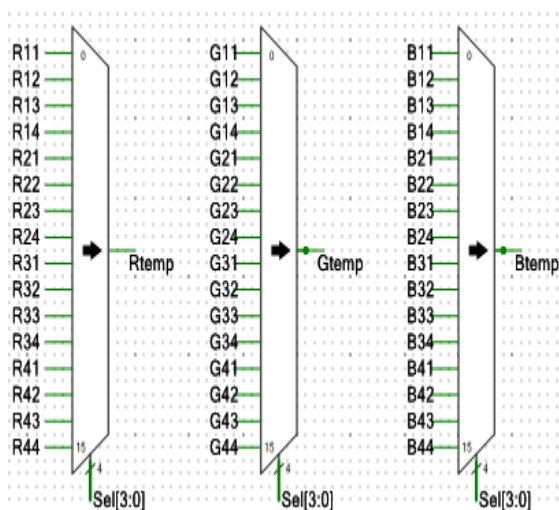 R11
R12
R13
R14
R21
R22
R23
R24
R31
R32
R33
R34
R41
R42
R43
R44
0
15
4
Rtemp
Sel[3:0]
G11
G12
G13
G14
G21
G22
G23
G24
G31
G32
G33
G34
G41
G42
G43
G44
0
15
4
Gtemp
Sel[3:0]
B11
B12
B13
B14
B21
B22
B23
B24
B31
B32
B33
B34
B41
B42
B43
B44
0
15
4
Btemp
Sel[3:0]